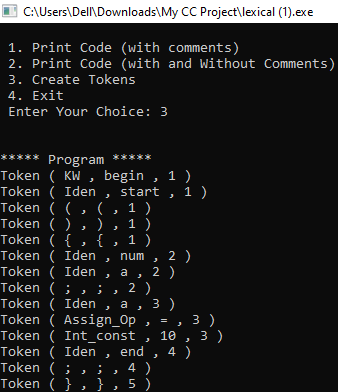 C:\Users\Dell\Downloads\My CC Project\lexical (1).exe
1. Print Code (with comments)
2. Print Code (with and Without Comments)
3. Create Tokens
4. Exit
Enter Your Choice: 3
***** Program *****
Token ( KW , begin , 1 )
Token ( Iden , start , 1 )
Token ( ( , ( , 1 )
Token ( ) , ) , 1 )
Token ( { , { , 1 )
Token ( Iden , num , 2 )
Token ( Iden , a , 2 )
Token ( ; , ; , 2 )
Token ( Iden , a , 3 )
Token ( Assign_Op , = , 3 )
Token ( Int_const , 10 , 3 )
Token ( Iden , end , 4 )
Token ( ; , ; , 4 )
Token ( } , } , 5 )